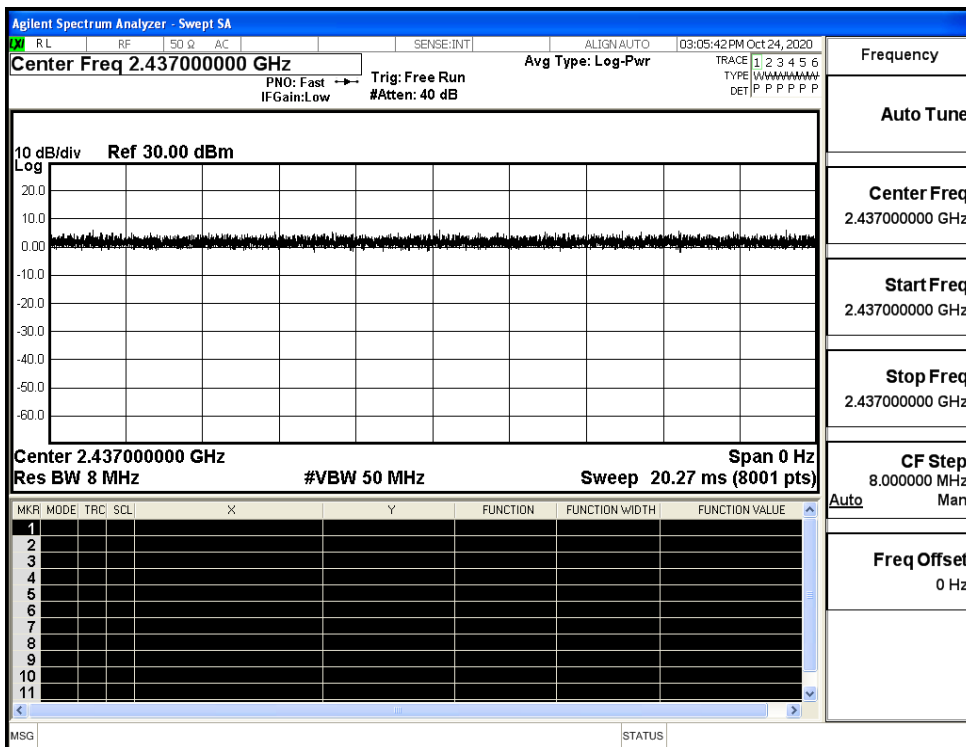 Agilent Spectrum Analyzer - Swept SA
LXI RL RF 50 Ω AC SENSE:INT ALIGN AUTO 03:05:42 PM Oct 24, 2020
Center Freq 2.437000000 GHz
PNO: Fast
IFGain:Low
Trig: Free Run
#Atten: 40 dB
Avg Type: Log-Pwr
TRACE 1 2 3 4 5 6
TYPE WWWWWW
DET P P P P P P
10 dB/div Ref 30.00 dBm
Log
20.0
10.0
0.00
-10.0
-20.0
-30.0
-40.0
-50.0
-60.0
Center 2.437000000 GHz Span 0 Hz
Res BW 8 MHz #VBW 50 MHz Sweep 20.27 ms (8001 pts)
MKR MODE TRC SCL X Y FUNCTION FUNCTION WIDTH FUNCTION VALUE
1
2
3
4
5
6
7
8
9
10
11
MSG STATUS
Frequency
Auto Tune
Center Freq
2.437000000 GHz
Start Freq
2.437000000 GHz
Stop Freq
2.437000000 GHz
CF Step
8.000000 MHz
Auto Man
Freq Offset
0 Hz